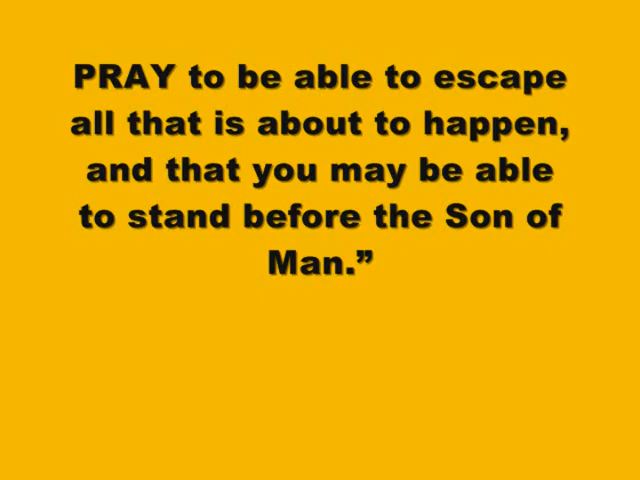 PRAY to be able to escape
all that is about to happen,
and that you may be able
to stand before the Son of
Man.”